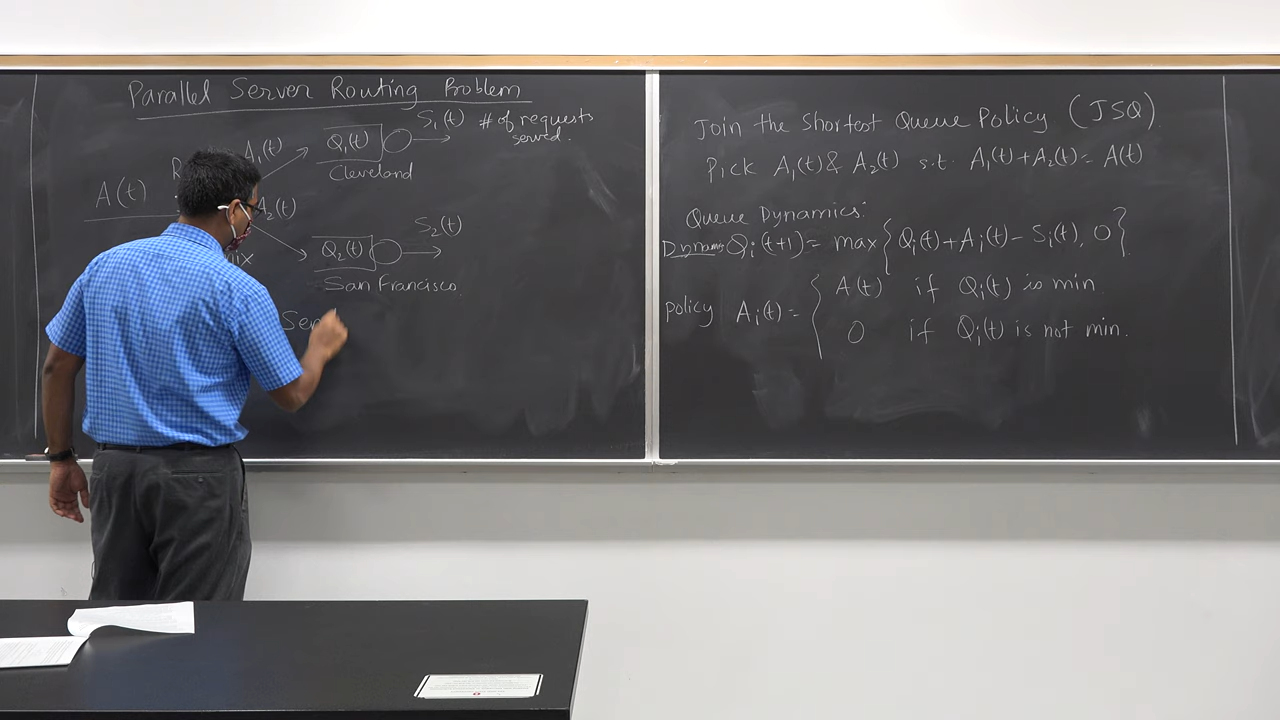 Parallel Server Routing Problem
S₁(t) # of requests
served.
A₁(t) Q₁(t)
Cleveland
A(t)
A₂(t)
S₂(t)
Q₂(t)
San Francisco.
Join the Shortest Queue Policy (JSQ)
Pick A₁(t) & A₂(t) s.t. A₁(t) + A₂(t) = A(t)
Queue Dynamics:
Qᵢ(t+1) = max { Qᵢ(t) + Aᵢ(t) - Sᵢ(t), 0 }
policy Aᵢ(t) = { A(t) if Qᵢ(t) is min
0 if Qᵢ(t) is not min.